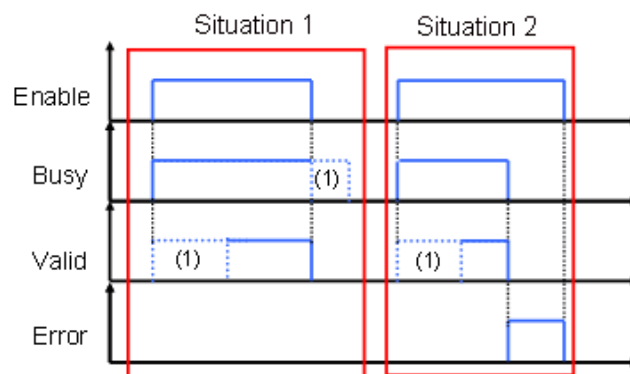 Situation 1
Situation 2
Enable
Busy
(1)
Valid
(1)
(1)
Error